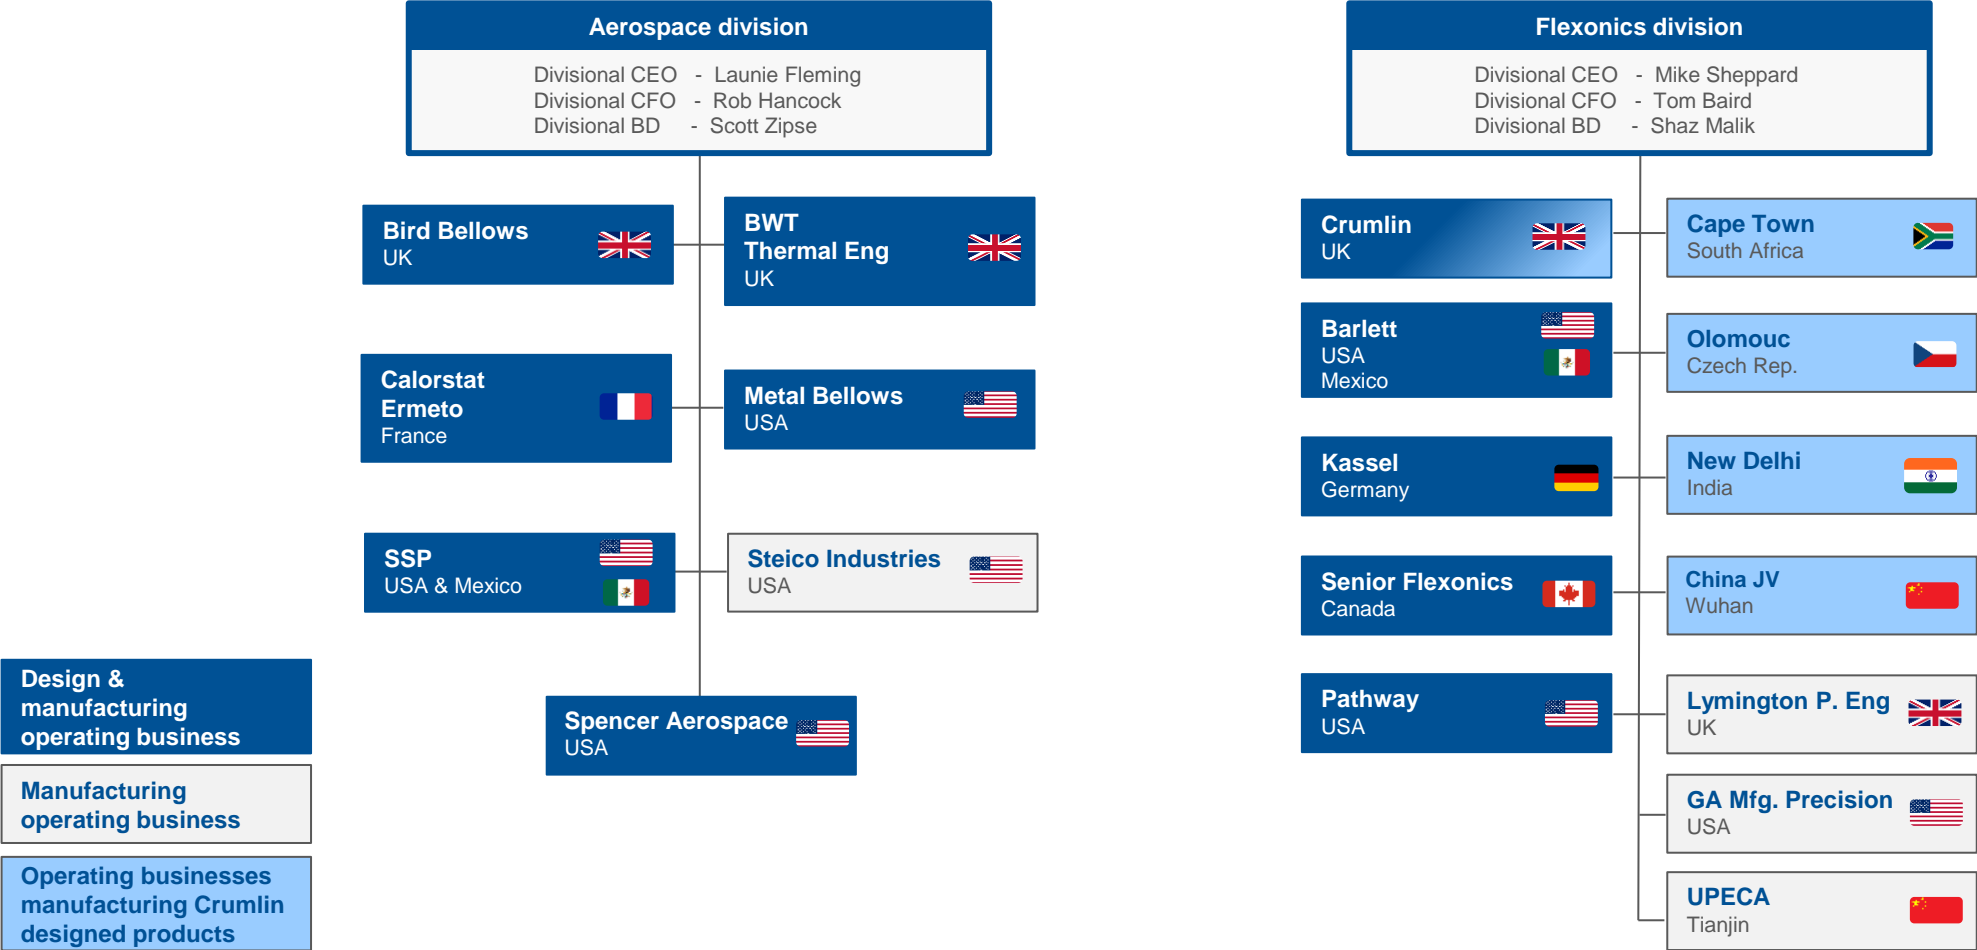 Aerospace division
Divisional CEO - Launie Fleming
Divisional CFO - Rob Hancock
Divisional BD - Scott Zipse
Bird Bellows
UK
BWT
Thermal Eng
UK
Calorstat
Ermeto
France
Metal Bellows
USA
SSP
USA & Mexico
Steico Industries
USA
Spencer Aerospace
USA
Flexonics division
Divisional CEO - Mike Sheppard
Divisional CFO - Tom Baird
Divisional BD - Shaz Malik
Crumlin
UK
Cape Town
South Africa
Barlett
USA
Mexico
Olomouc
Czech Rep.
Kassel
Germany
New Delhi
India
Senior Flexonics
Canada
China JV
Wuhan
Pathway
USA
Lymington P. Eng
UK
GA Mfg. Precision
USA
UPECA
Tianjin
Design &
manufacturing
operating business
Manufacturing
operating business
Operating businesses
manufacturing Crumlin
designed products